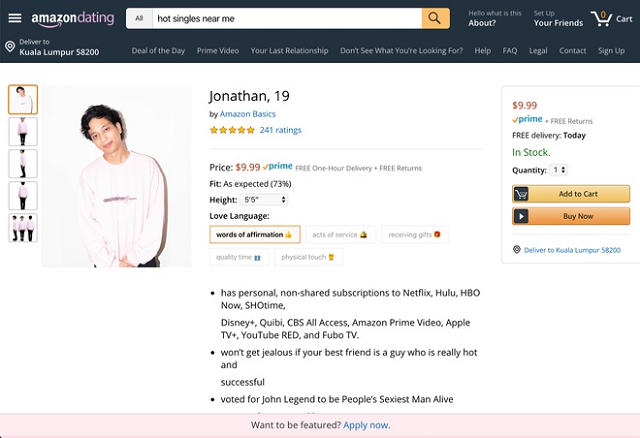 amazondating
All
hot singles near me
Hello what is this
About?
Set Up
Your Friends
0
Cart
Deliver to
Kuala Lumpur 58200
Deal of the Day
Prime Video
Your Last Relationship
Don't See What You're Looking For?
Help
FAQ
Legal
Contact
Sign Up
Jonathan, 19
by Amazon Basics
241 ratings
Price: $9.99 prime FREE One-Hour Delivery + FREE Returns
Fit: As expected (73%)
Height: 5'5"
Love Language:
words of affirmation 👍
acts of service
receiving gifts 🎁
quality time 👥
physical touch
• has personal, non-shared subscriptions to Netflix, Hulu, HBO
Now, SHOtime,
Disney+, Quibi, CBS All Access, Amazon Prime Video, Apple
TV+, YouTube RED, and Fubo TV.
• won't get jealous if your best friend is a guy who is really hot
and
successful
• voted for John Legend to be People's Sexiest Man Alive
$9.99
prime + FREE Returns
FREE delivery: Today
In Stock.
Quantity: 1
Add to Cart
Buy Now
Deliver to Kuala Lumpur 58200
Want to be featured? Apply now.